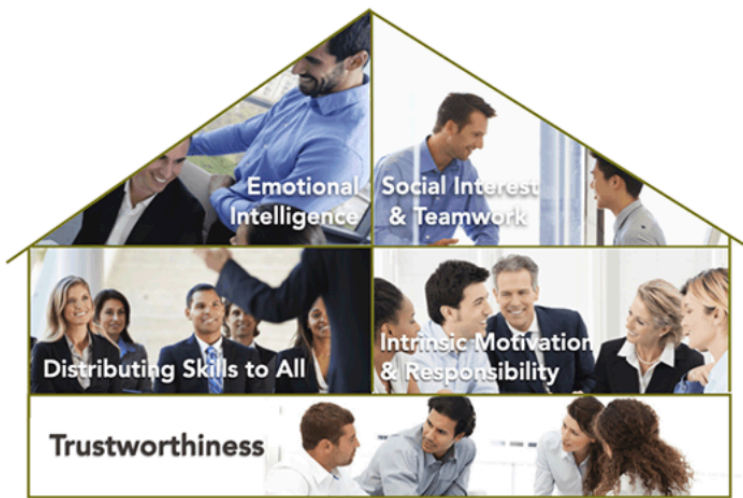 Emotional
Intelligence
Social Interest
& Teamwork
Distributing Skills to All
Intrinsic Motivation
& Responsibility
Trustworthiness